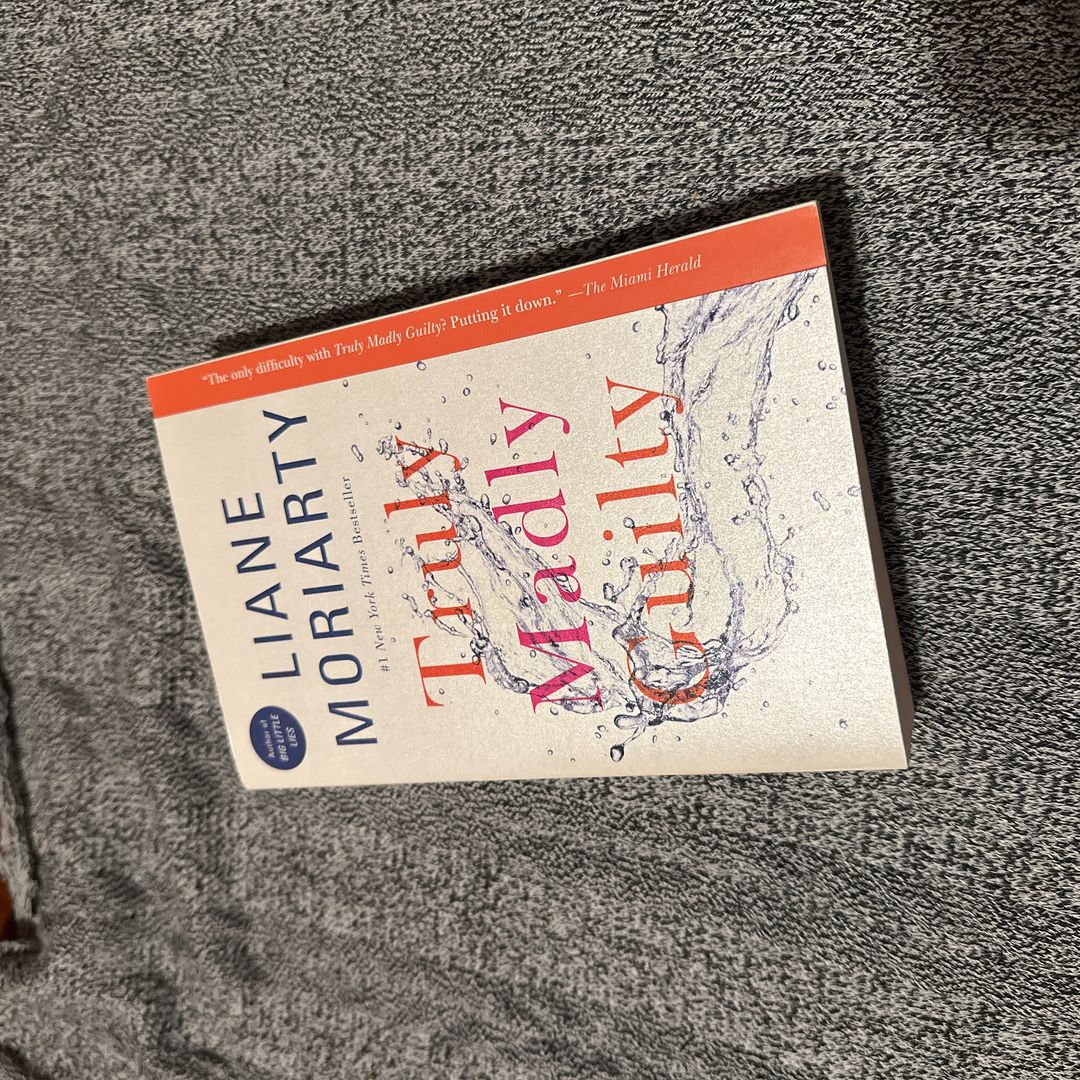 Author of
BIG LITTLE
LIES
LIANE
MORIARTY
#1 New York Times Bestseller
Truly
Madly
Guilty
“The only difficulty with Truly Madly Guilty? Putting it down.” —The Miami Herald